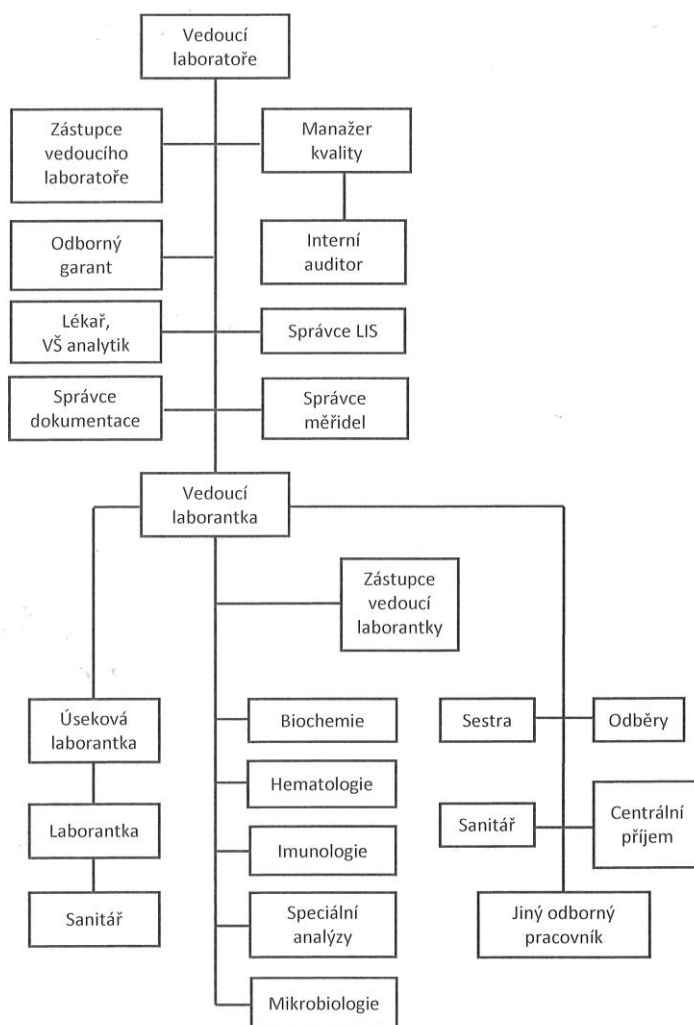 Vedoucí
laboratoře
Zástupce
vedoucího
laboratoře
Manažer
kvality
Odborný
garant
Interní
auditor
Lékař,
VŠ analytik
Správce LIS
Správce
dokumentace
Správce
měřidel
Vedoucí
laborantka
Zástupce
vedoucí
laborantky
Úseková
laborantka
Biochemie
Sestra
Odběry
Hematologie
Laborantka
Imunologie
Sanitář
Centrální
příjem
Sanitář
Speciální
analýzy
Jiný odborný
pracovník
Mikrobiologie